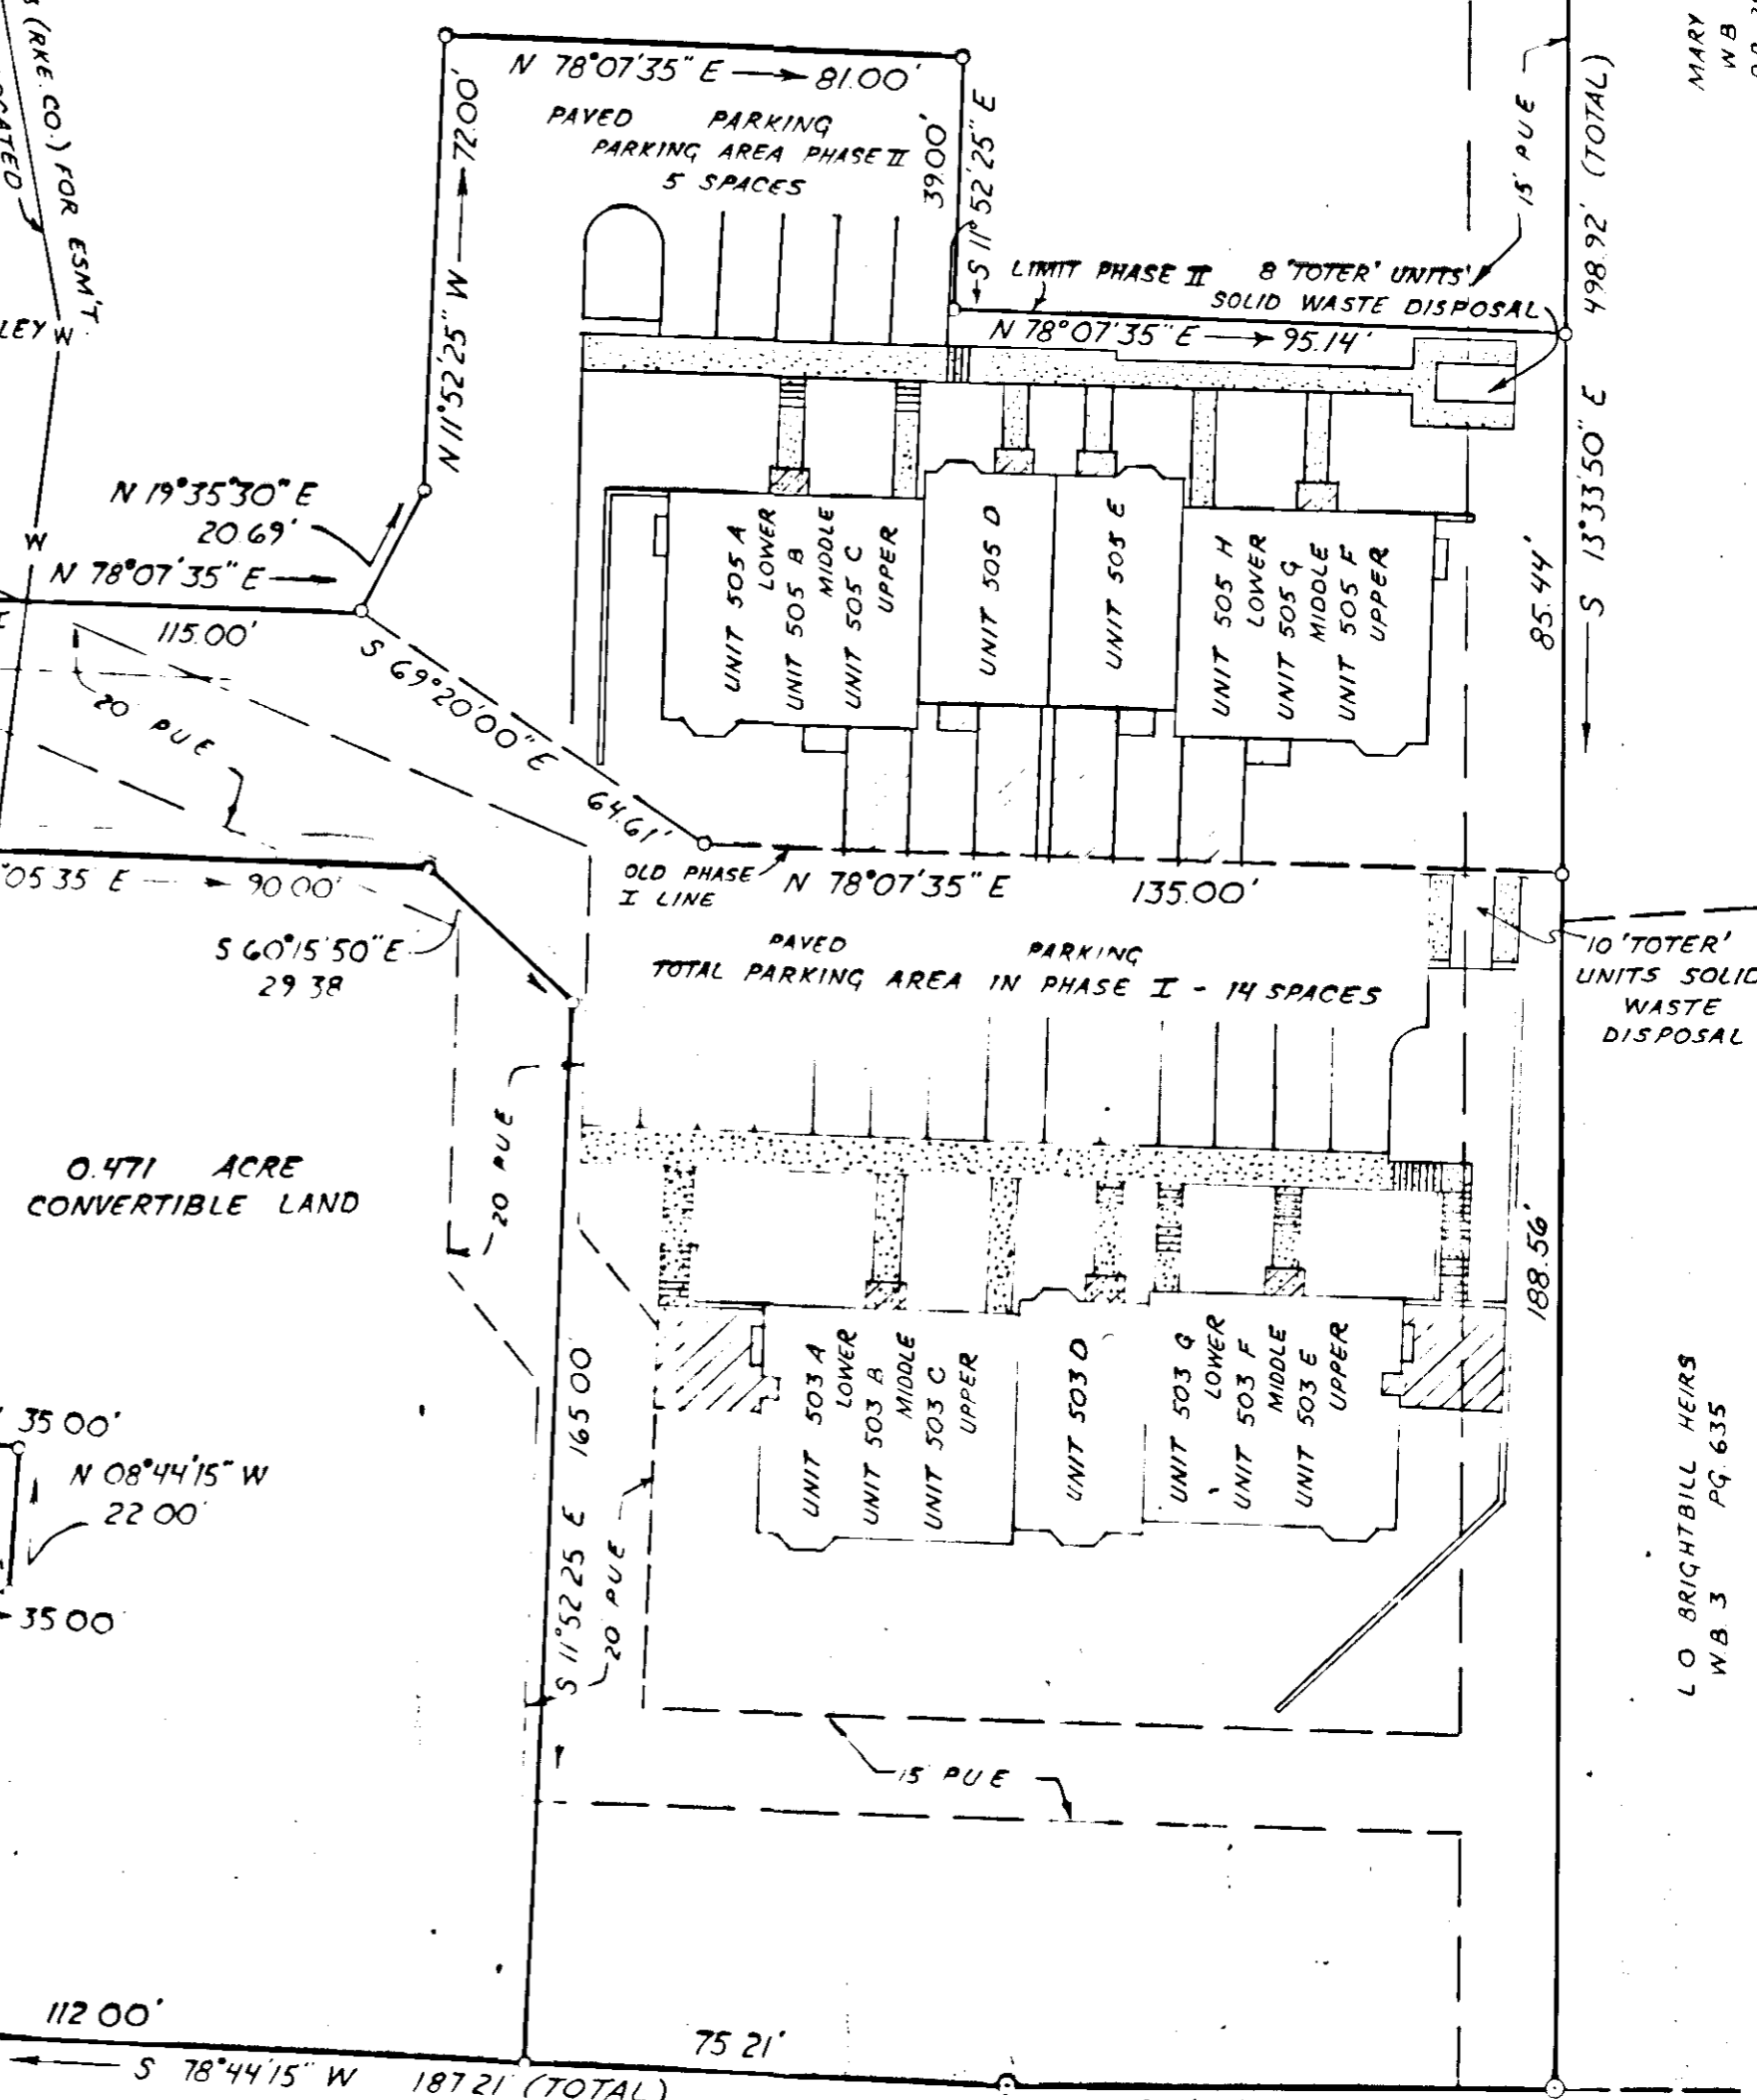 (RKE. CO.) FOR ESM'T.
MARY
W B
N 78°07'35" E 81.00'
PAVED PARKING
PARKING AREA PHASE II
5 SPACES
N 11°52'25" W 72.00'
39.00'
S 11°52'25" E
15' PUE
498.92' (TOTAL)
LIMIT PHASE II
8 'TOTER' UNITS
SOLID WASTE DISPOSAL
N 78°07'35" E 95.14'
LEY W
W
N 19°35'30" E
20.69'
N 78°07'35" E
115.00'
UNIT 505 A
LOWER
UNIT 505 B
MIDDLE
UNIT 505 C
UPPER
UNIT 505 D
UNIT 505 E
UNIT 505 H
LOWER
UNIT 505 G
MIDDLE
UNIT 505 F
UPPER
85.44'
S 13°33'50" E
S 69°20'00" E
64.61'
20' PUE
OLD PHASE
I LINE
N 78°07'35" E 135.00'
05 35 E 90 00'
S 60°15'50" E
29 38
PAVED PARKING
TOTAL PARKING AREA IN PHASE I - 14 SPACES
10 'TOTER'
UNITS SOLID
WASTE
DISPOSAL
20 PUE
0.471 ACRE
CONVERTIBLE LAND
188.56'
UNIT 503 A
LOWER
UNIT 503 B
MIDDLE
UNIT 503 C
UPPER
UNIT 503 D
UNIT 503 G
LOWER
UNIT 503 F
MIDDLE
UNIT 503 E
UPPER
35 00'
N 08°44'15" W
22 00'
35 00
S 11°52 25 E 165 00
20 PUE
15 PUE
L O BRIGHTBILL HEIRS
W.B. 3 PG. 635
112 00'
75 21'
S 78°44'15" W 187 21' (TOTAL)